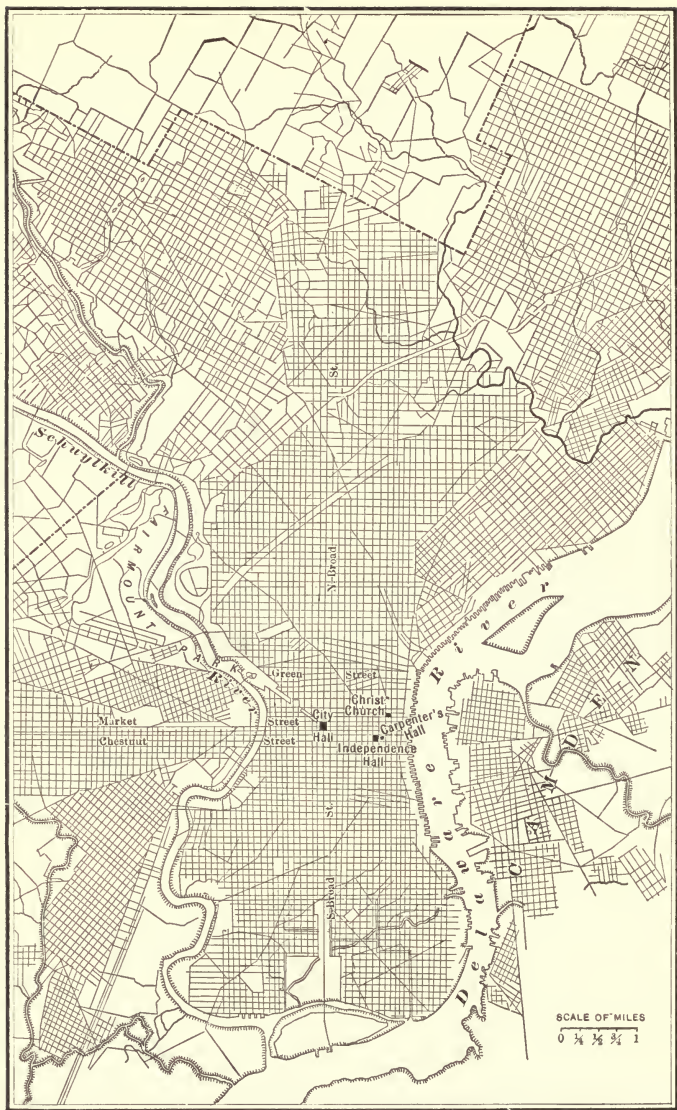 St.
Schuylkill
FAIRMOUNT
PARK
River
N-Broad
Green Street
River
Christ
Church
Market Street
City
Hall
Carpenter's
Hall
Chestnut Street
Independence
Hall
CAMDEN
St.
S-Broad
Delaware
SCALE OF MILES
0 ¼ ½ ¾ 1